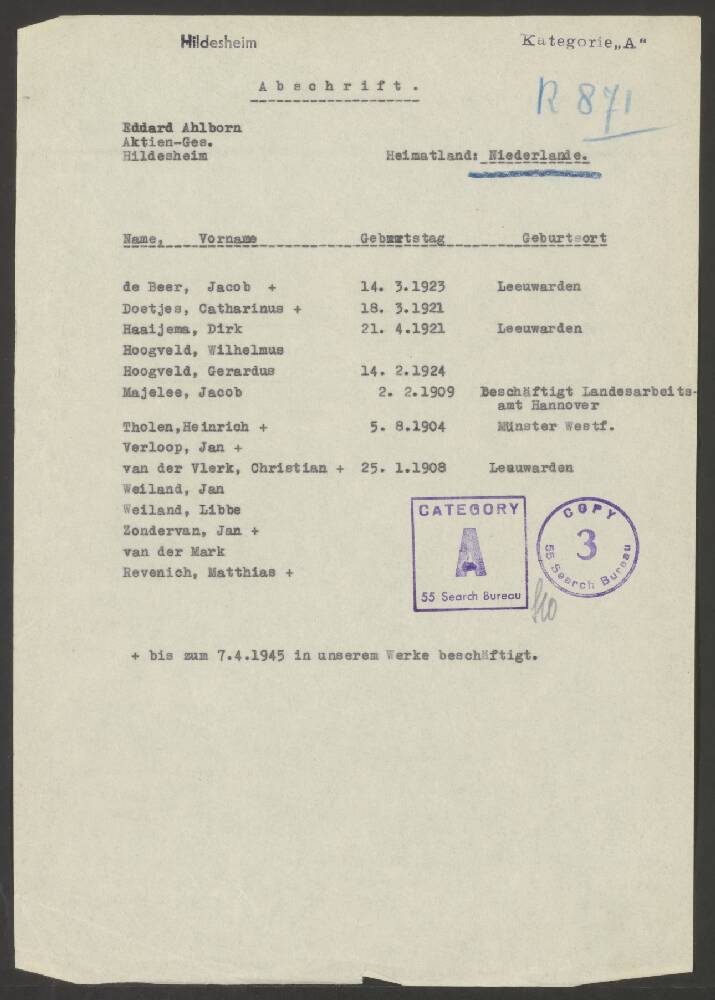 Hildesheim Kategorie„A“
Abschrift.
R 871
Eddard Ahlborn
Aktien-Ges.
Hildesheim Heimatland: Niederlande.
Name, Vorname Geburtstag Geburtsort
de Beer, Jacob + 14. 3.1923 Leeuwarden
Doetjes, Catharinus + 18. 3.1921
Haaijema, Dirk 21. 4.1921 Leeuwarden
Hoogveld, Wilhelmus
Hoogveld, Gerardus 14. 2.1924
Majelee, Jacob 2. 2.1909 Beschäftigt Landesarbeits-
amt Hannover
Tholen,Heinrich + 5. 8.1904 Münster Westf.
Verloop, Jan +
van der Vlerk, Christian + 25. 1.1908 Leauwarden
Weiland, Jan
Weiland, Libbe
Zondervan, Jan +
van der Mark
Revenich, Matthias +
CATEGORY
A
55 Search Bureau
COPY
3
55 Search Bureau
+ bis zum 7.4.1945 in unserem Werke beschäftigt.